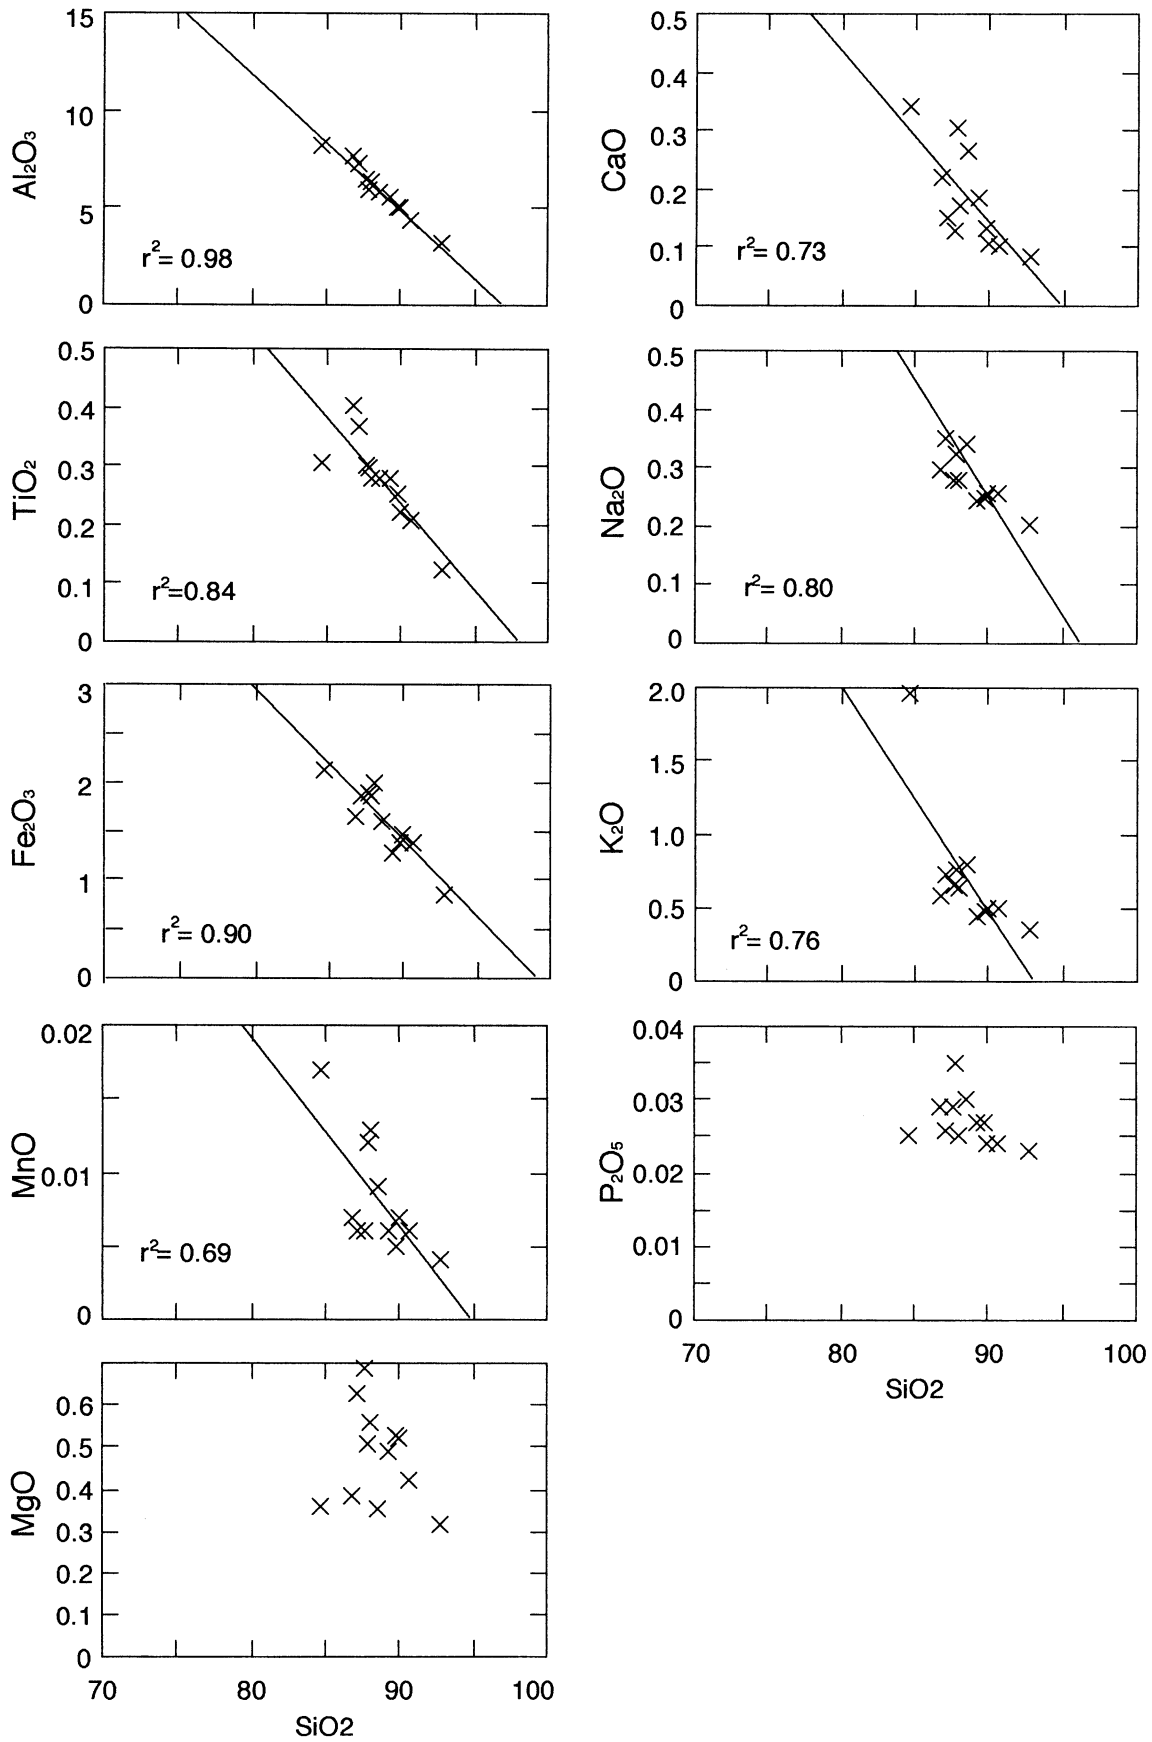 15
10
5
0
Al₂O₃
r²= 0.98
0.5
0.4
0.3
0.2
0.1
0
CaO
r²= 0.73
0.5
0.4
0.3
0.2
0.1
0
TiO₂
r²=0.84
0.5
0.4
0.3
0.2
0.1
0
Na₂O
r²= 0.80
3
2
1
0
Fe₂O₃
r²= 0.90
2.0
1.5
1.0
0.5
0
K₂O
r²= 0.76
0.02
0.01
0
MnO
r²= 0.69
0.04
0.03
0.02
0.01
0
P₂O₅
70 80 90 100
SiO2
0.6
0.5
0.4
0.3
0.2
0.1
0
MgO
70 80 90 100
SiO2